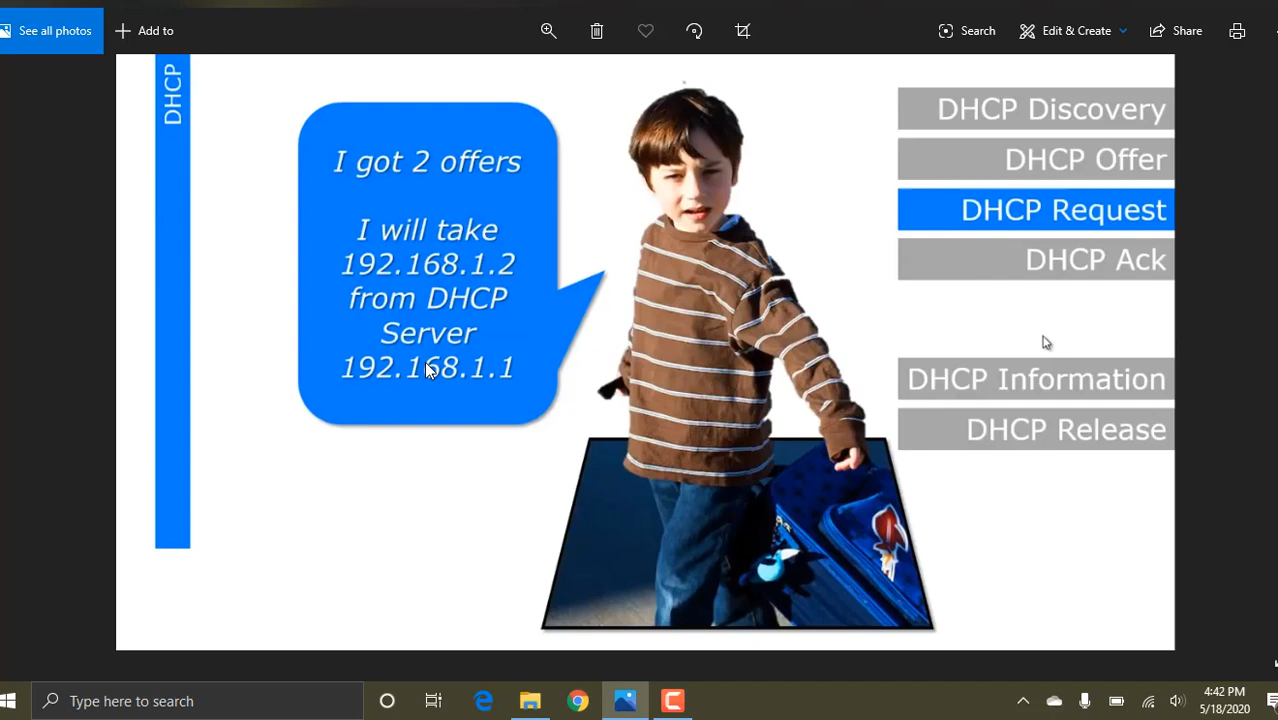 See all photos
Add to
Search
Edit & Create
Share
DHCP
I got 2 offers
I will take
192.168.1.2
from DHCP
Server
192.168.1.1
DHCP Discovery
DHCP Offer
DHCP Request
DHCP Ack
DHCP Information
DHCP Release
Type here to search
4:42 PM
5/18/2020